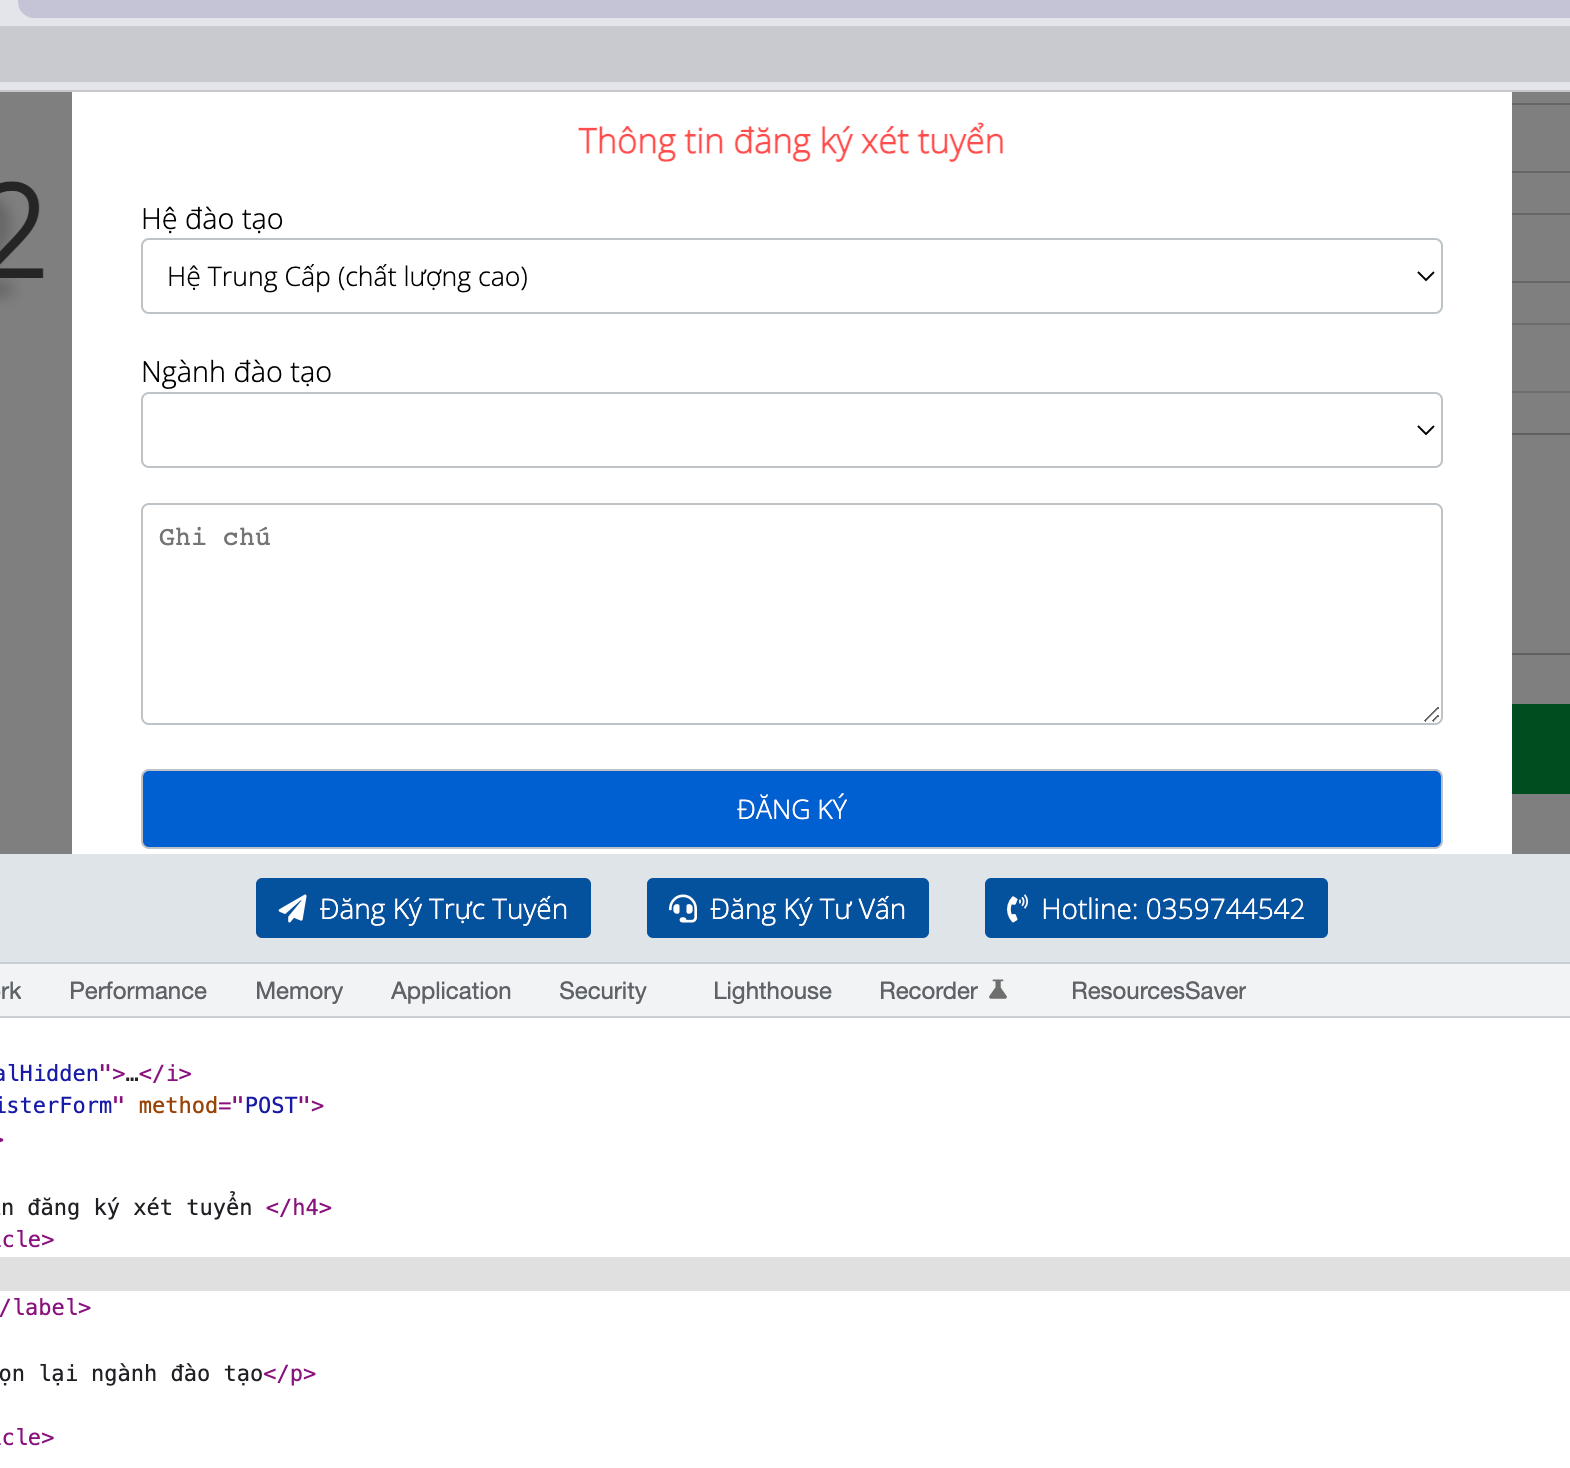 2
Thông tin đăng ký xét tuyển
Hệ đào tạo
Hệ Trung Cấp (chất lượng cao)
Ngành đào tạo
Ghi chú
ĐĂNG KÝ
Đăng Ký Trực Tuyến
Đăng Ký Tư Vấn
Hotline: 0359744542
rk Performance Memory Application Security Lighthouse Recorder ResourcesSaver
alHidden">…</i>
isterForm" method="POST">
>
n đăng ký xét tuyển </h4>
cle>
/label>
ọn lại ngành đào tạo</p>
cle>